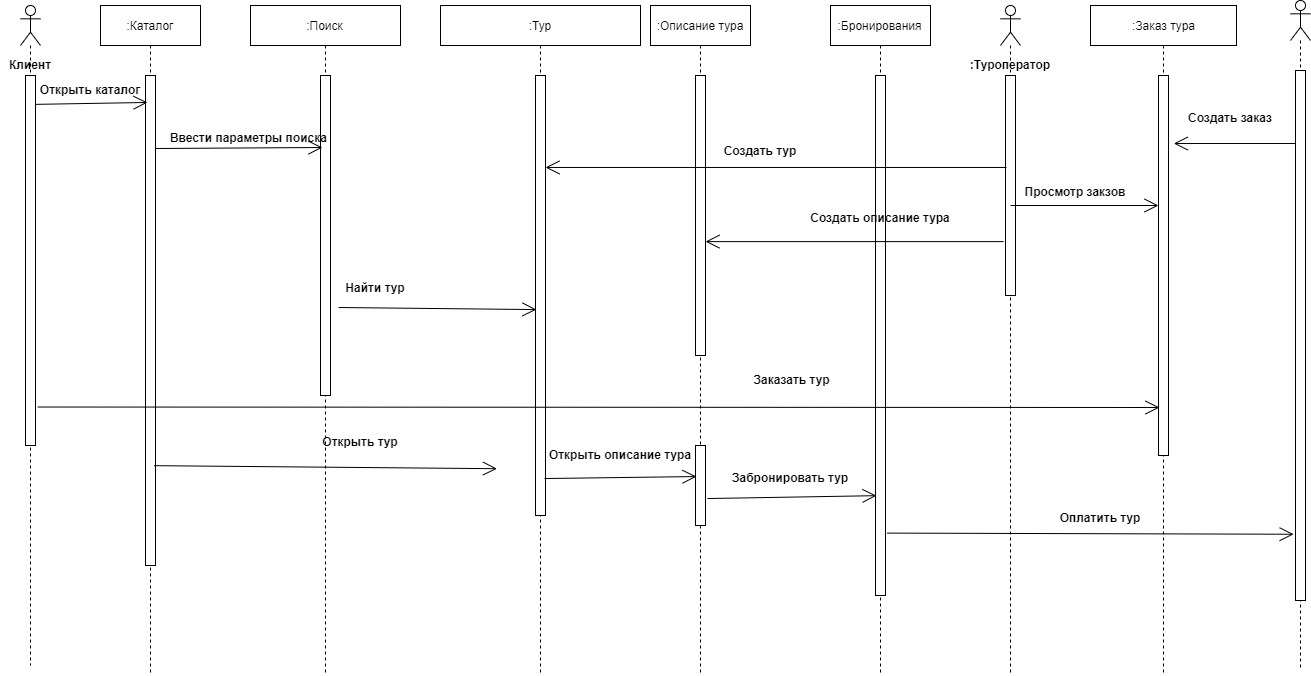 :Каталог
:Поиск
:Тур
:Описание тура
:Бронирования
:Заказ тура
Клиент
:Туроператор
Открыть каталог
Создать заказ
Ввести параметры поиска
Создать тур
Просмотр закзов
Создать описание тура
Найти тур
Заказать тур
Открыть тур
Открыть описание тура
Забронировать тур
Оплатить тур